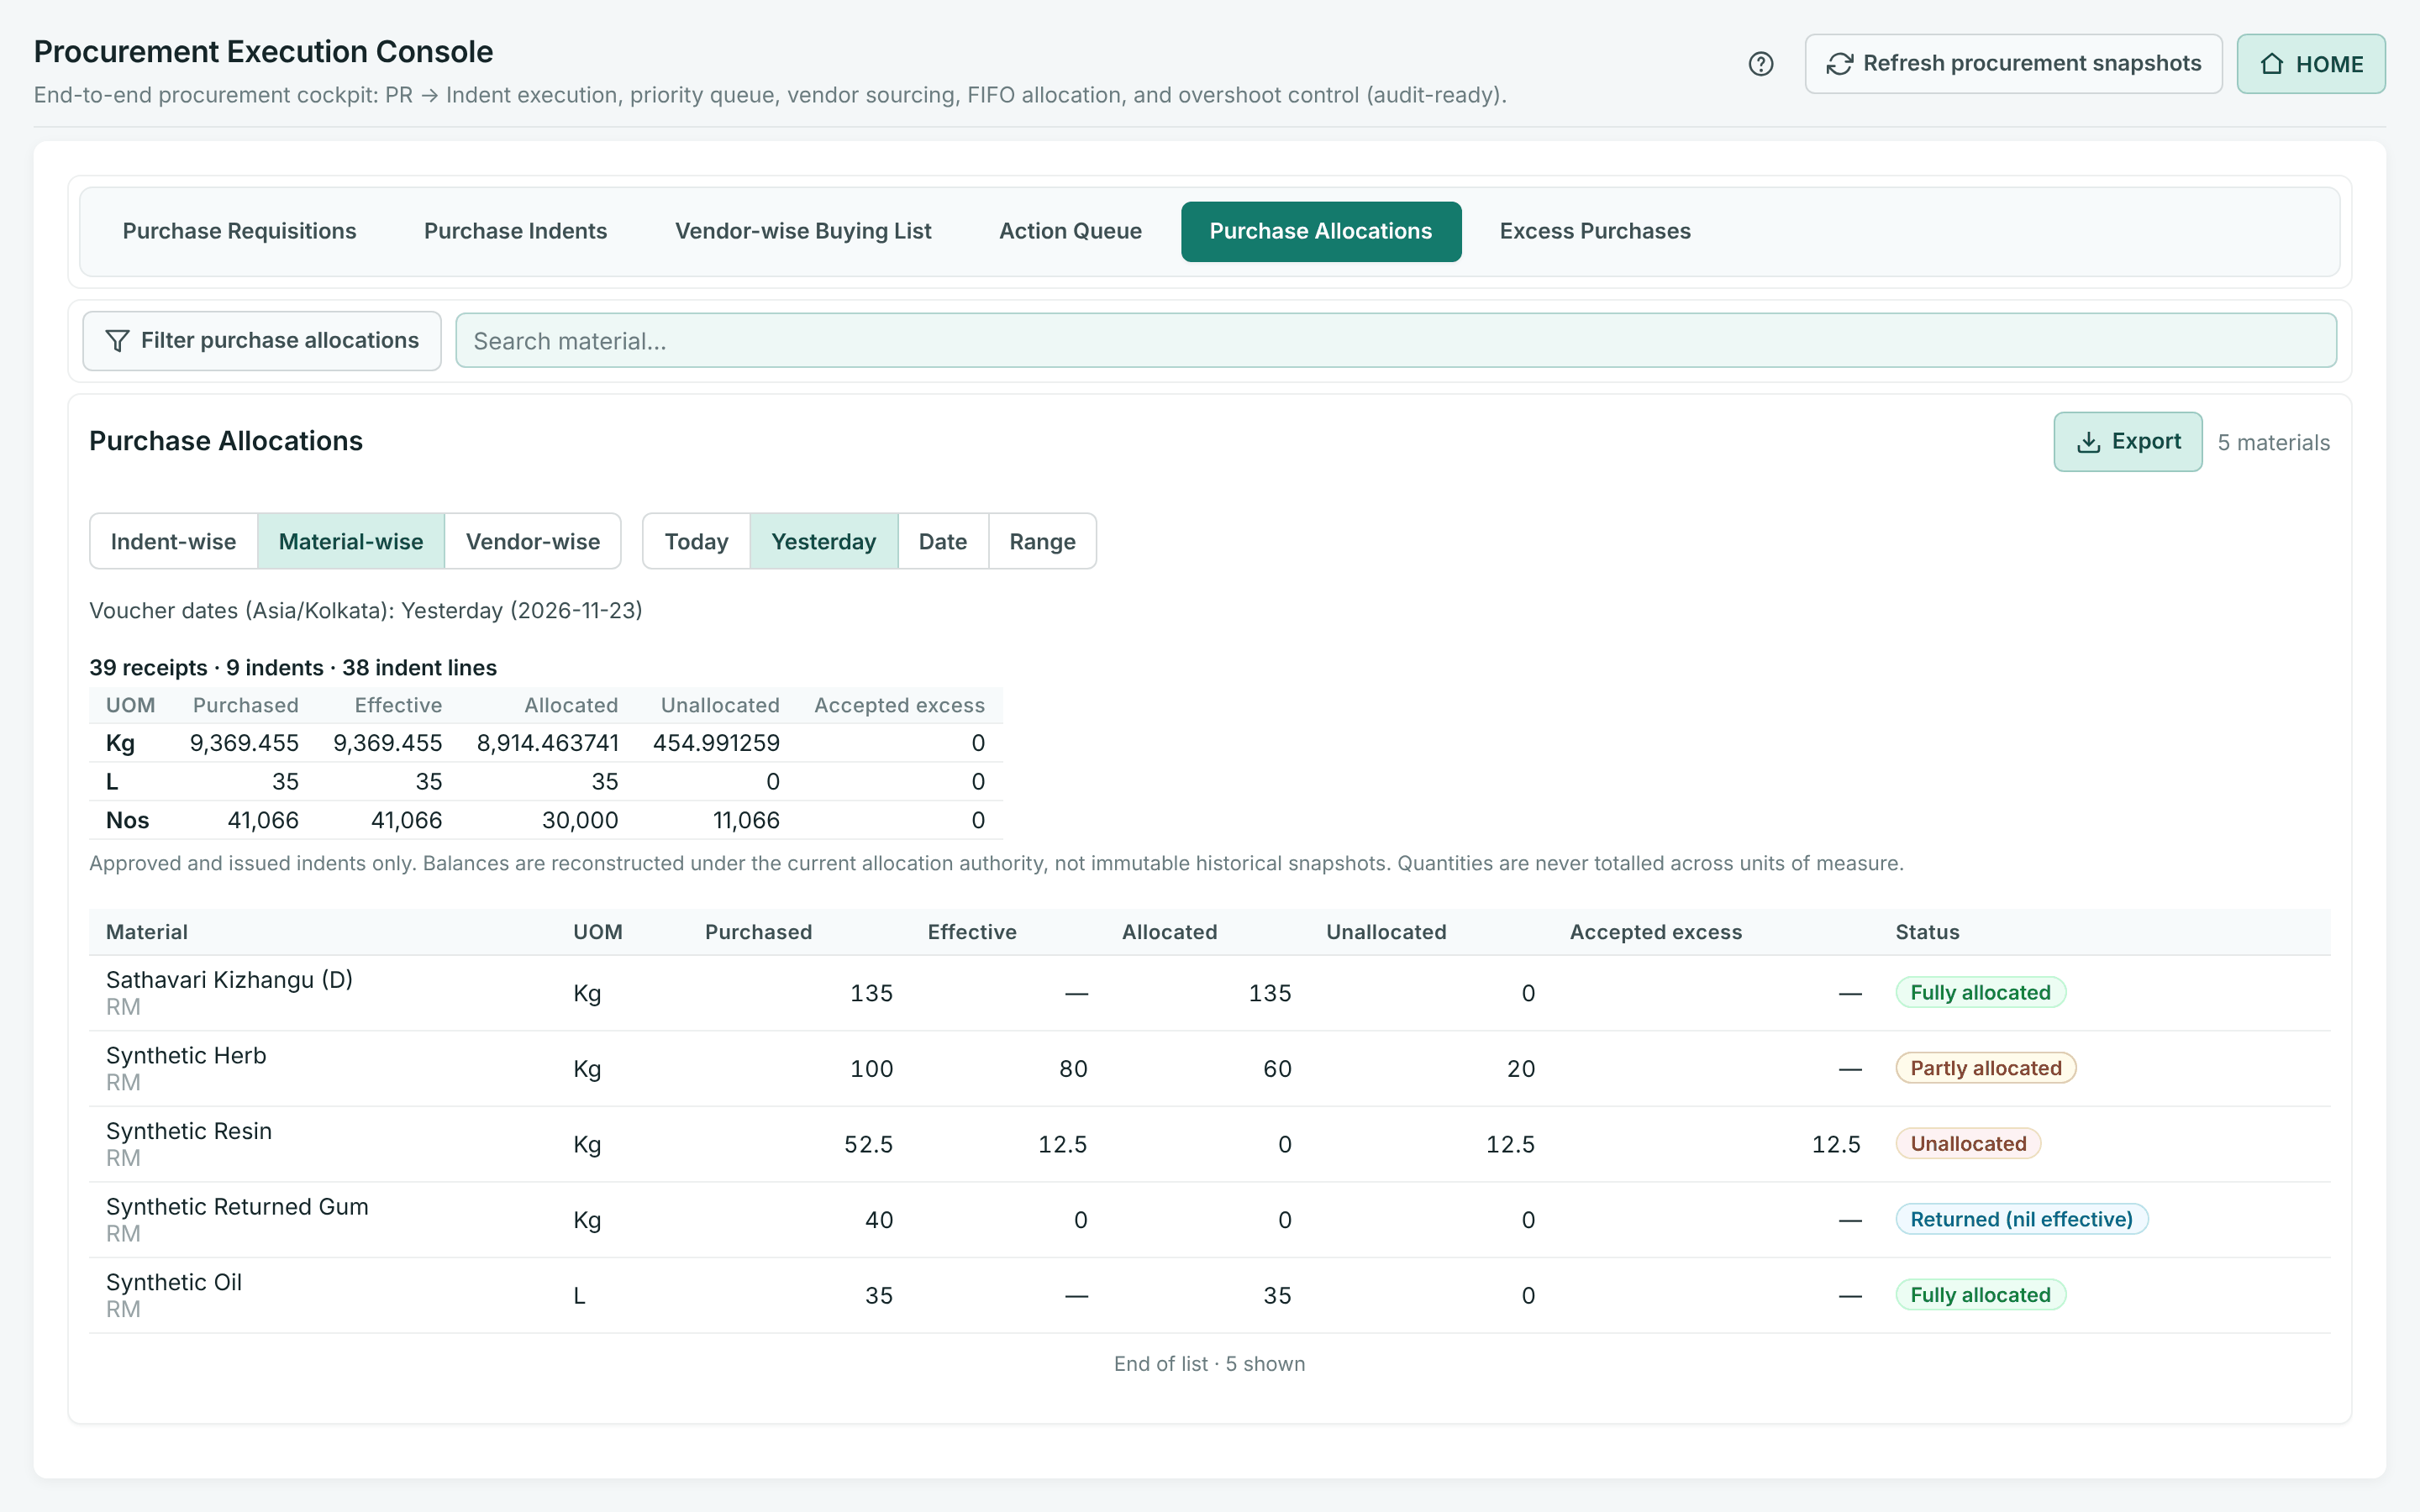 Procurement Execution Console
End-to-end procurement cockpit: PR → Indent execution, priority queue, vendor sourcing, FIFO allocation, and overshoot control (audit-ready).
Refresh procurement snapshots
HOME
Purchase Requisitions Purchase Indents Vendor-wise Buying List Action Queue Purchase Allocations Excess Purchases
Filter purchase allocations
Search material...
Purchase Allocations
Export 5 materials
Indent-wise Material-wise Vendor-wise Today Yesterday Date Range
Voucher dates (Asia/Kolkata): Yesterday (2026-11-23)
39 receipts · 9 indents · 38 indent lines
UOM Purchased Effective Allocated Unallocated Accepted excess
Kg 9,369.455 9,369.455 8,914.463741 454.991259 0
L 35 35 35 0 0
Nos 41,066 41,066 30,000 11,066 0
Approved and issued indents only. Balances are reconstructed under the current allocation authority, not immutable historical snapshots. Quantities are never totalled across units of measure.
Material UOM Purchased Effective Allocated Unallocated Accepted excess Status
Sathavari Kizhangu (D)
RM
Kg 135 — 135 0 — Fully allocated
Synthetic Herb
RM
Kg 100 80 60 20 — Partly allocated
Synthetic Resin
RM
Kg 52.5 12.5 0 12.5 12.5 Unallocated
Synthetic Returned Gum
RM
Kg 40 0 0 0 — Returned (nil effective)
Synthetic Oil
RM
L 35 — 35 0 — Fully allocated
End of list · 5 shown